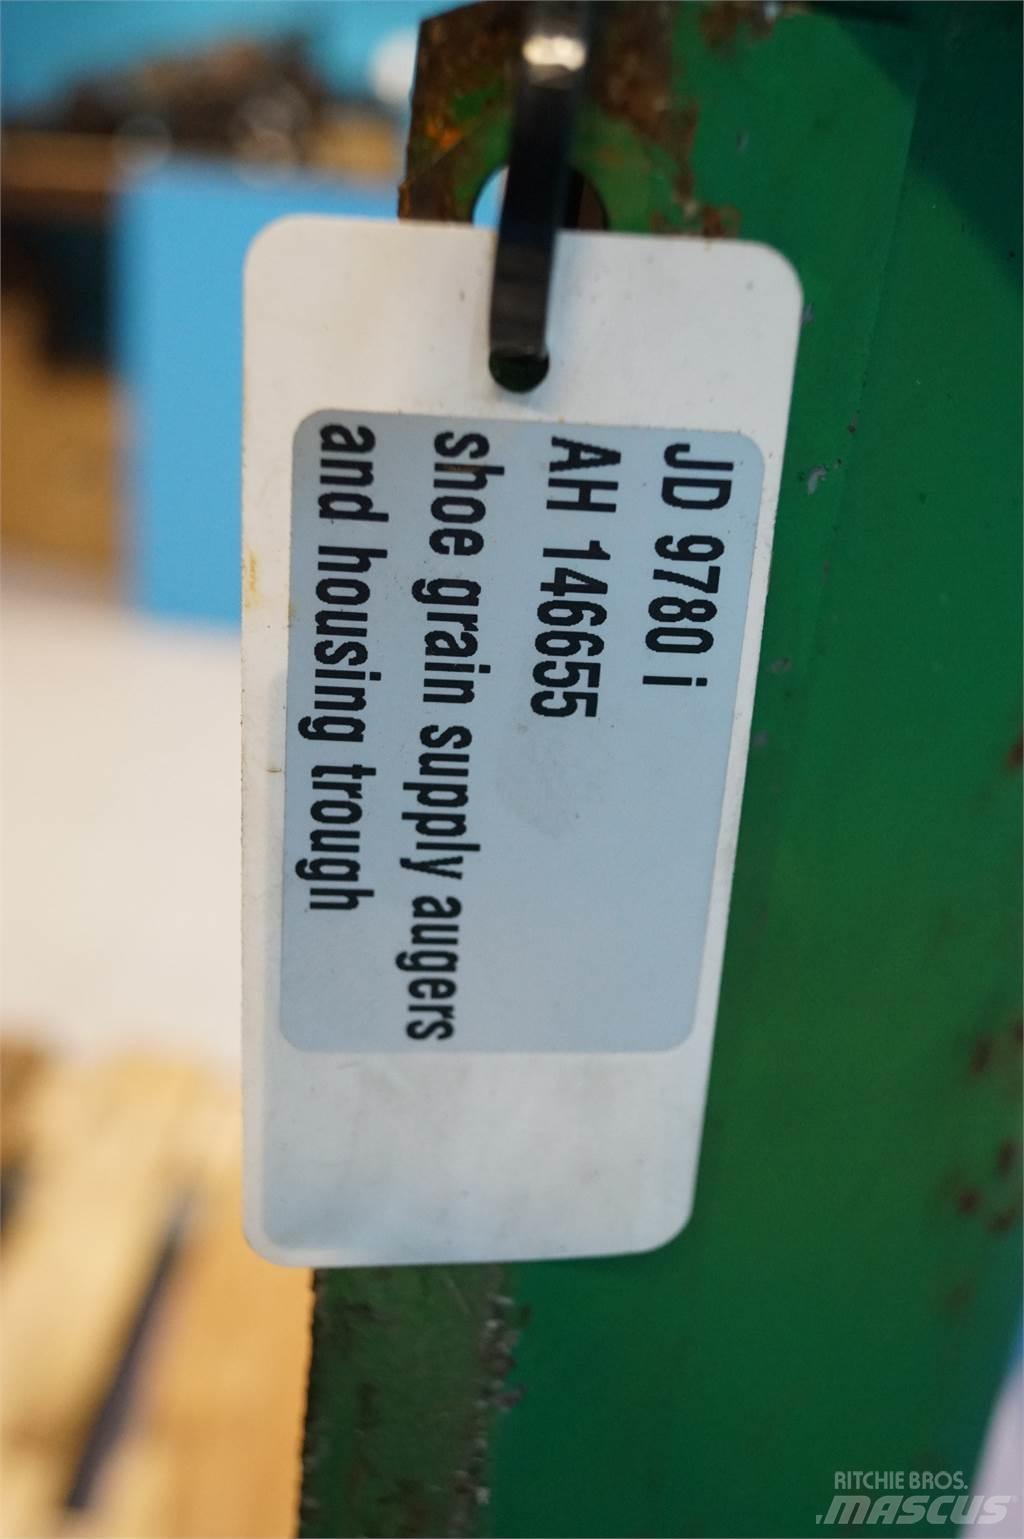 JD 9780 i
AH 146655
shoe grain supply augers
and housing trough
RITCHIE BROS.
MASCUS